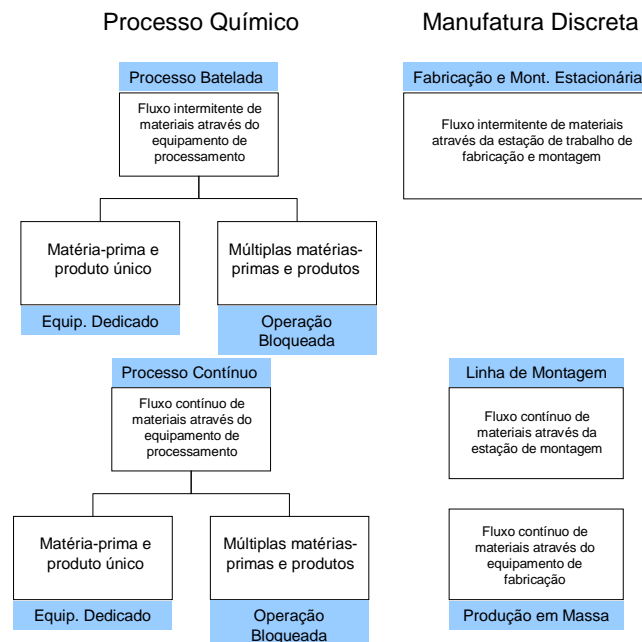 Processo Químico
Manufatura Discreta
Processo Batelada
Fluxo intermitente de
materiais através do
equipamento de
processamento
Matéria-prima e
produto único
Equip. Dedicado
Múltiplas matérias-
primas e produtos
Operação
Bloqueada
Fabricação e Mont. Estacionária
Fluxo intermitente de materiais
através da estação de trabalho de
fabricação e montagem
Processo Contínuo
Fluxo contínuo de
materiais através do
equipamento de
processamento
Matéria-prima e
produto único
Equip. Dedicado
Múltiplas matérias-
primas e produtos
Operação
Bloqueada
Linha de Montagem
Fluxo contínuo de
materiais através da
estação de montagem
Fluxo contínuo de
materiais através do
equipamento de
fabricação
Produção em Massa